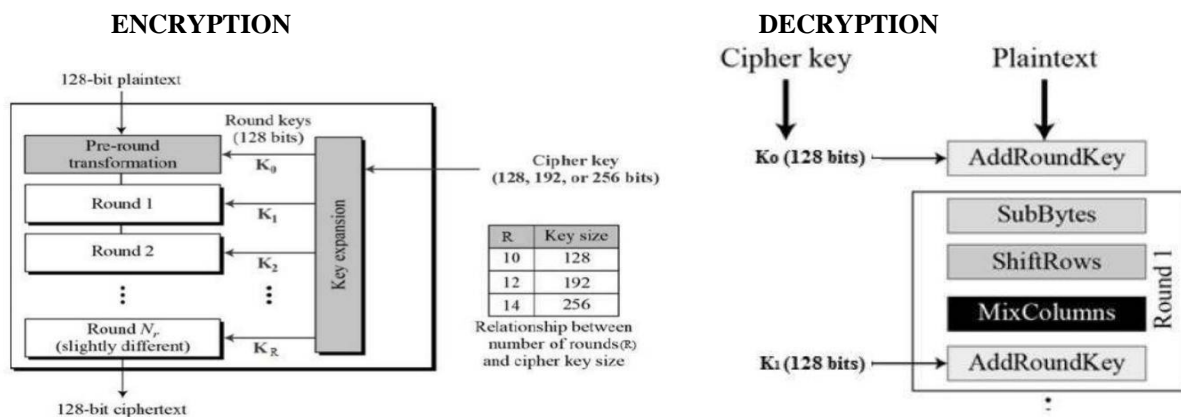 ENCRYPTION
128-bit plaintext
Pre-round
transformation
Round 1
Round 2
Round Nr
(slightly different)
128-bit ciphertext
Round keys
(128 bits)
K0
K1
K2
KR
Key expansion
Cipher key
(128, 192, or 256 bits)
R Key size
10 128
12 192
14 256
Relationship between
number of rounds(R)
and cipher key size
DECRYPTION
Cipher key Plaintext
K0 (128 bits) AddRoundKey
SubBytes
ShiftRows
MixColumns
Round 1
K1 (128 bits) AddRoundKey